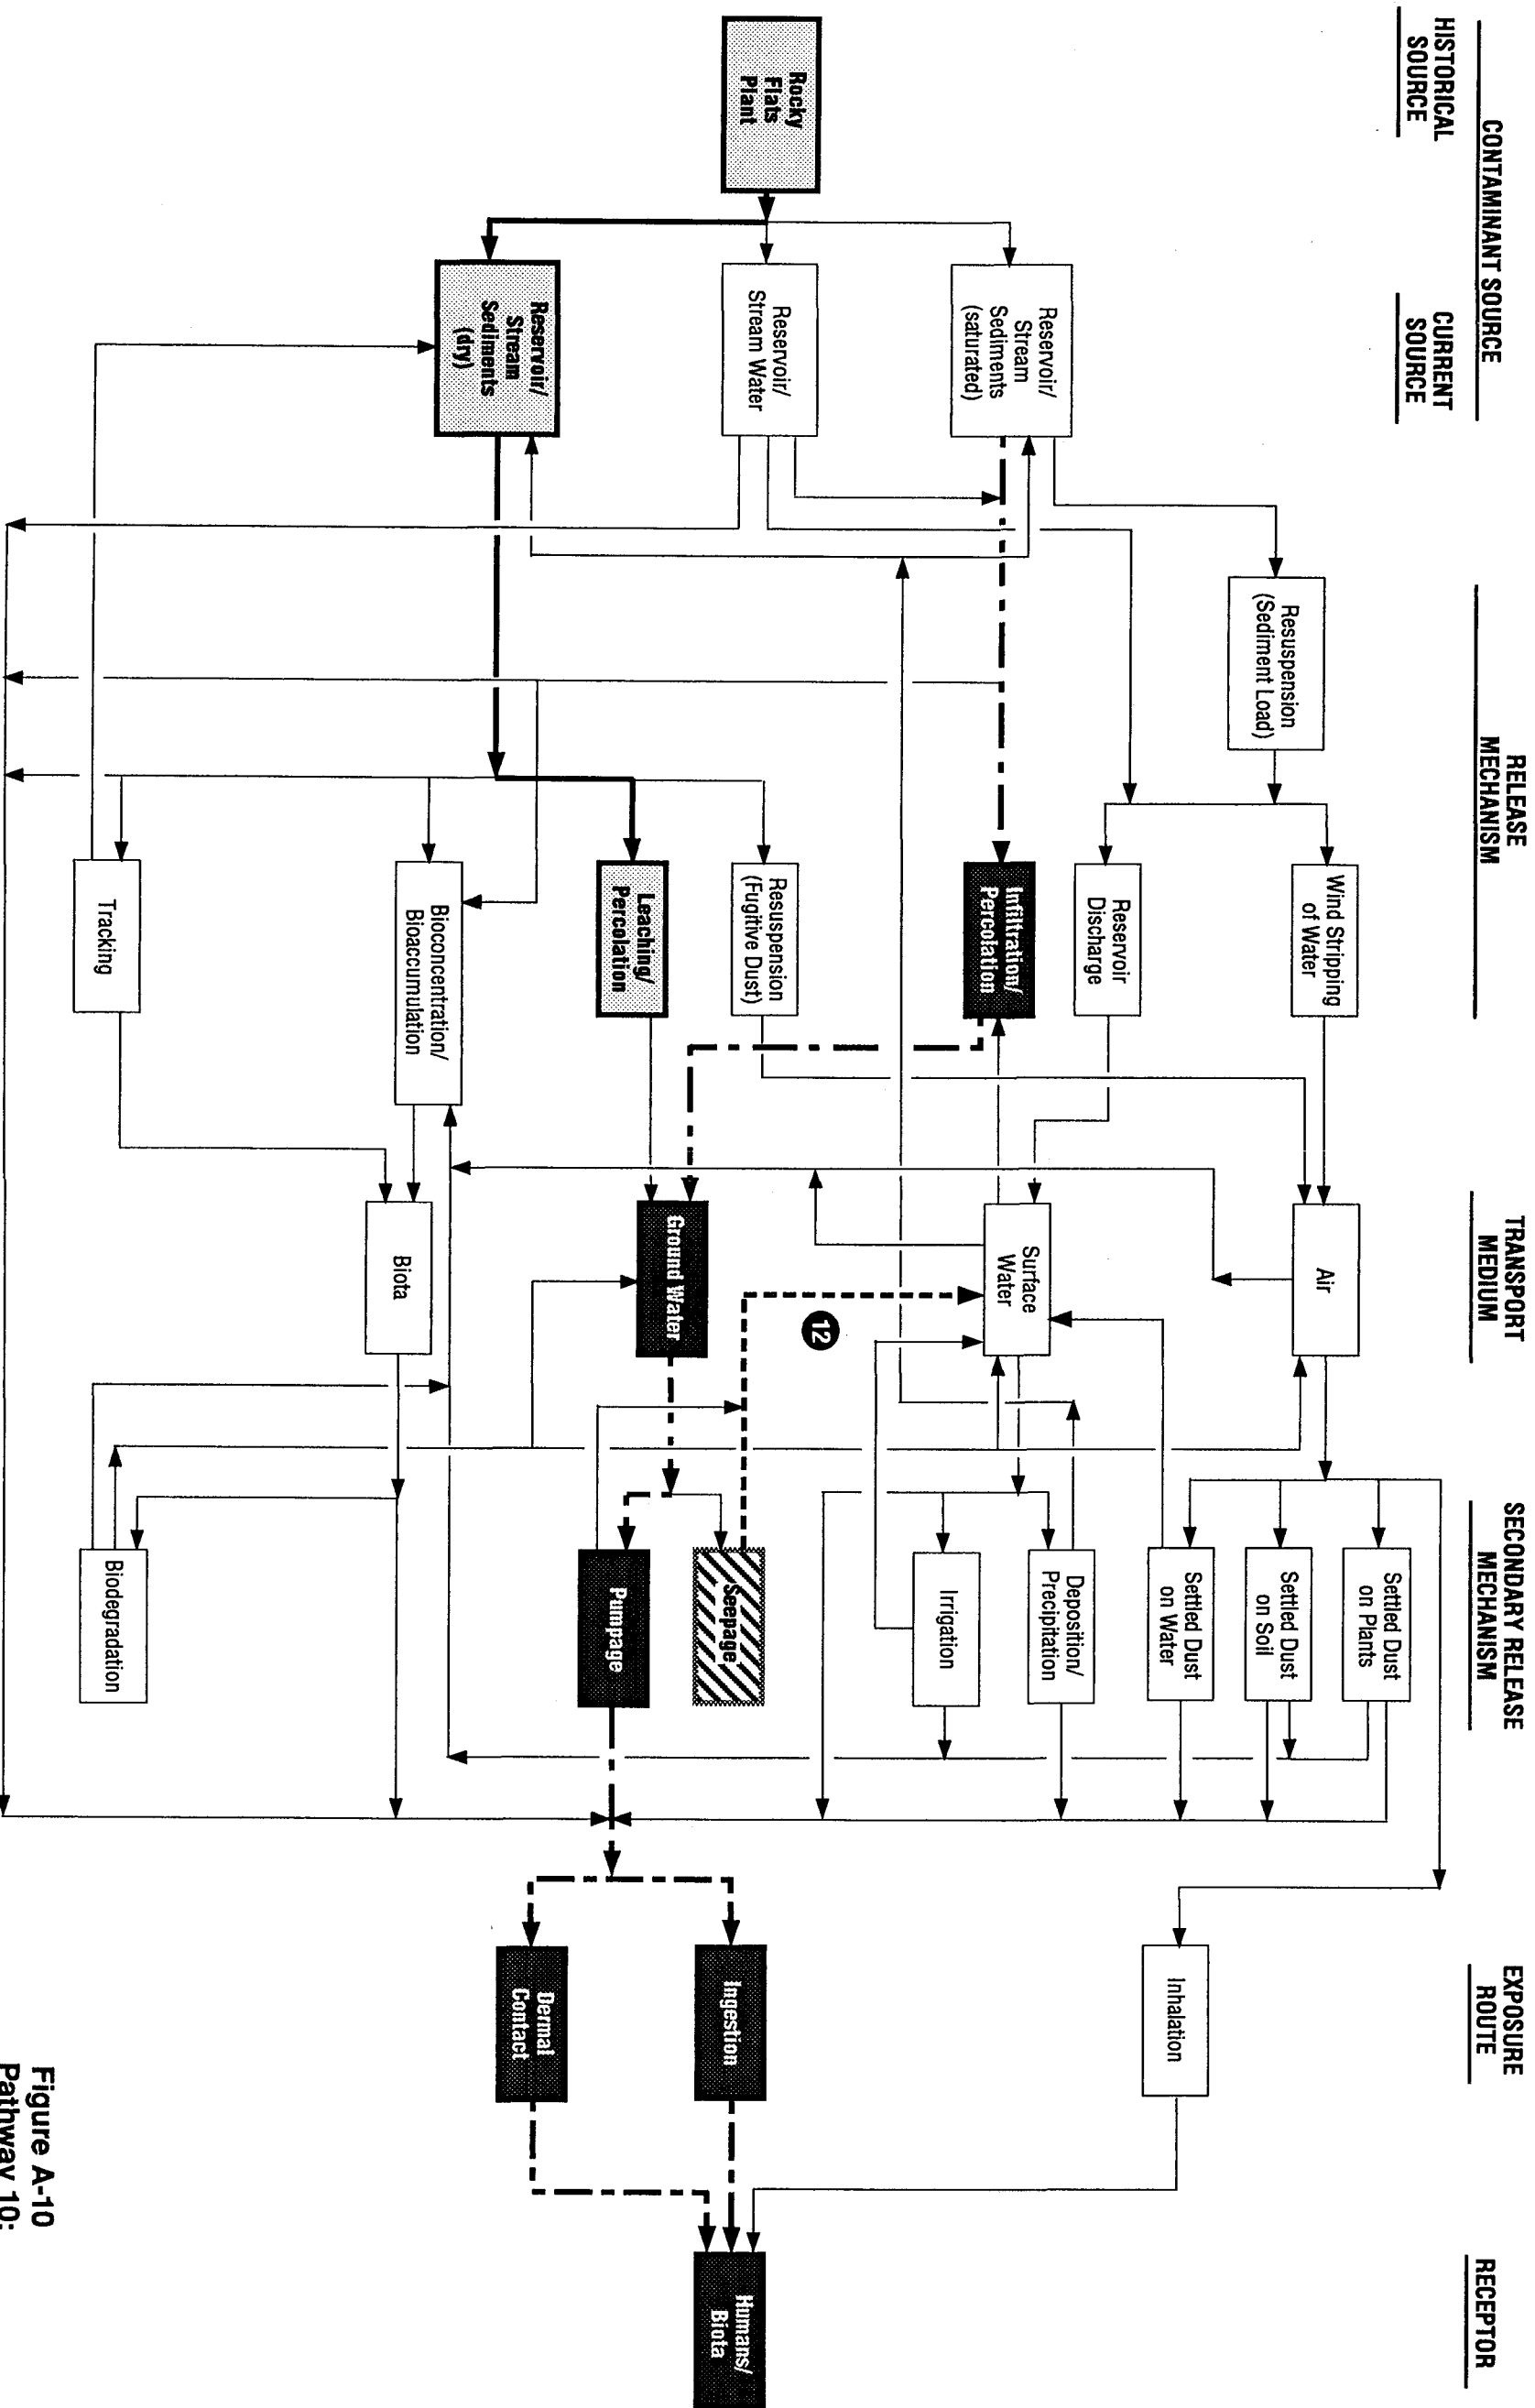 CONTAMINANT SOURCE
HISTORICAL
SOURCE
CURRENT
SOURCE
RELEASE
MECHANISM
TRANSPORT
MEDIUM
SECONDARY RELEASE
MECHANISM
EXPOSURE
ROUTE
RECEPTOR
Rocky
Flats
Plant
Reservoir/
Stream
Sediments
(saturated)
Reservoir/
Stream Water
Reservoir/
Stream
Sediments
(dry)
Resuspension
(Sediment Load)
Wind Stripping
of Water
Reservoir
Discharge
Infiltration/
Percolation
Resuspension
(Fugitive Dust)
Leaching/
Percolation
Bioconcentration/
Bioaccumulation
Tracking
Air
Surface
Water
12
Ground Water
Biota
Settled Dust
on Plants
Settled Dust
on Soil
Settled Dust
on Water
Deposition/
Precipitation
Irrigation
Seepage
Pumpage
Biodegradation
Inhalation
Ingestion
Dermal
Contact
Humans/
Biota
Figure A-10
Pathway 10: